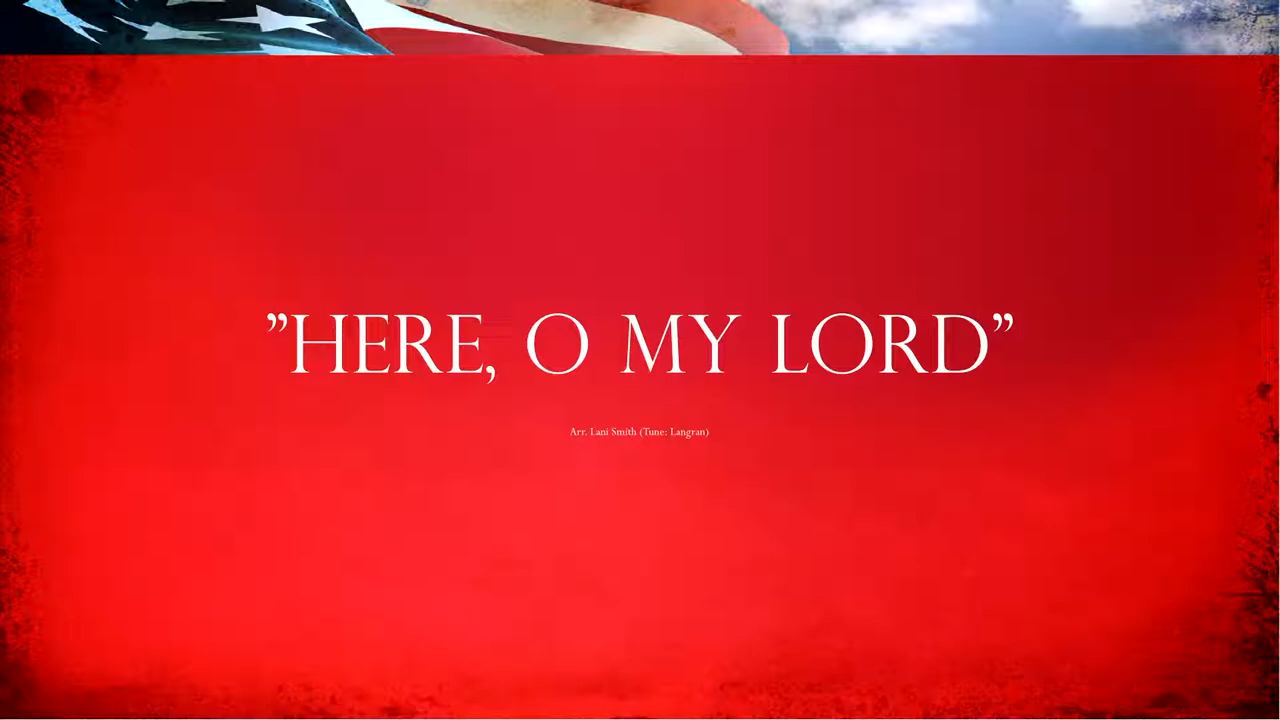 ”HERE, O MY LORD”
Arr. Lani Smith (Tune: Langran)